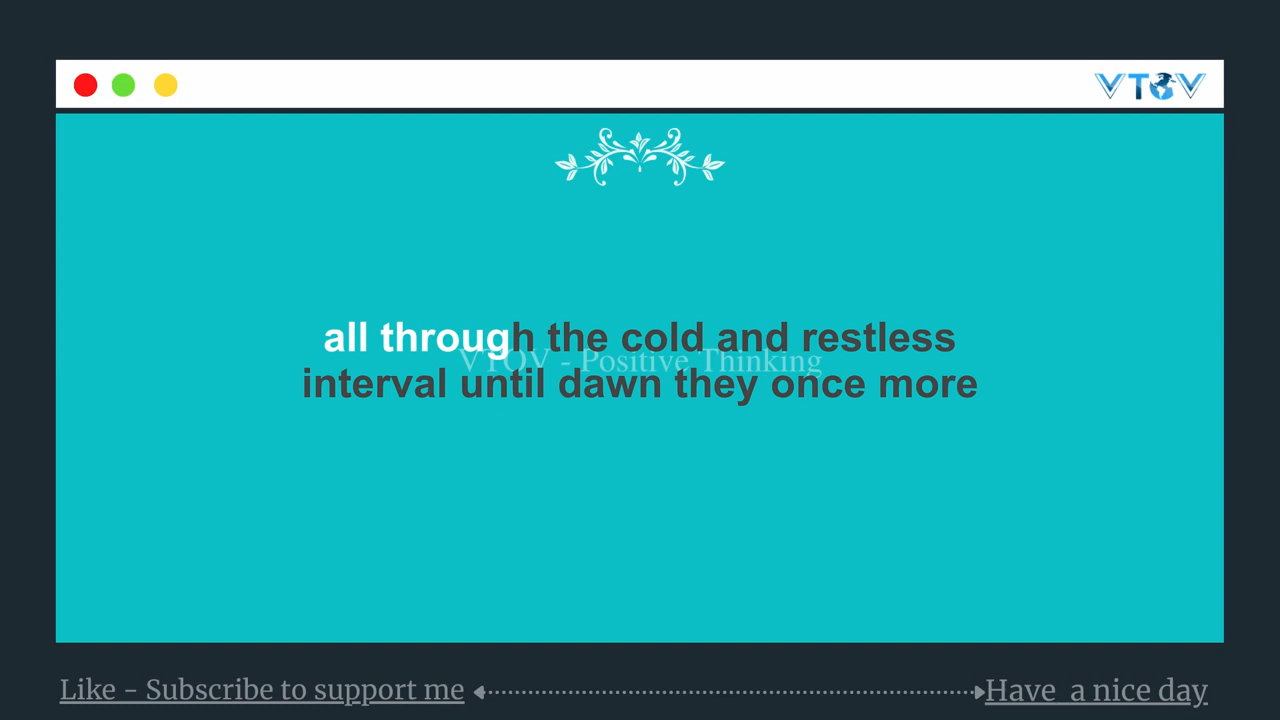 VTOV
all through the cold and restless
VTOV - Positive Thinking
interval until dawn they once more
Like - Subscribe to support me
Have a nice day